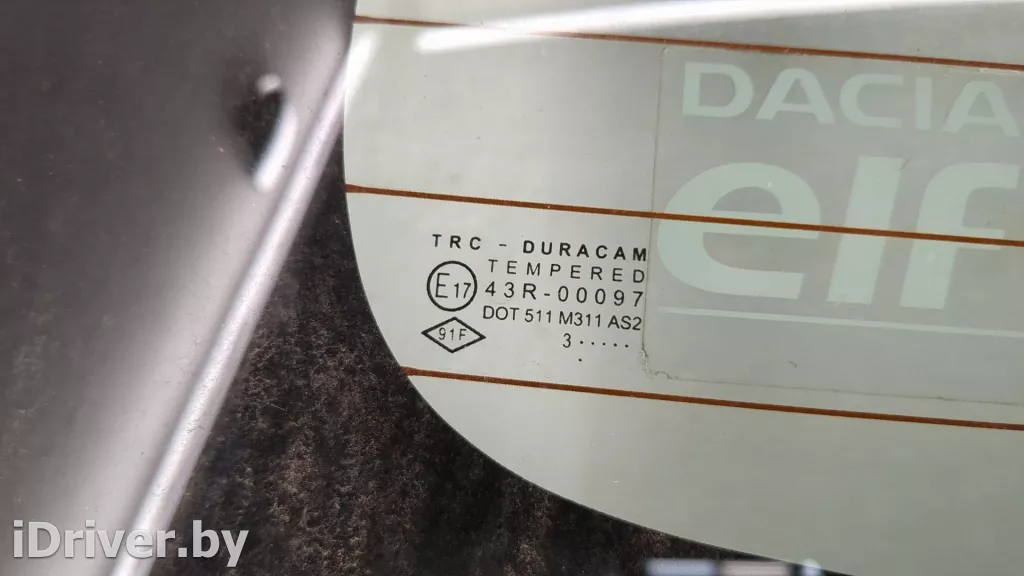 DACIA
elf
TRC - DURACAM
TEMPERED
E17
43R-00097
DOT 511 M311 AS2
91F
3·····
.
iDriver.by